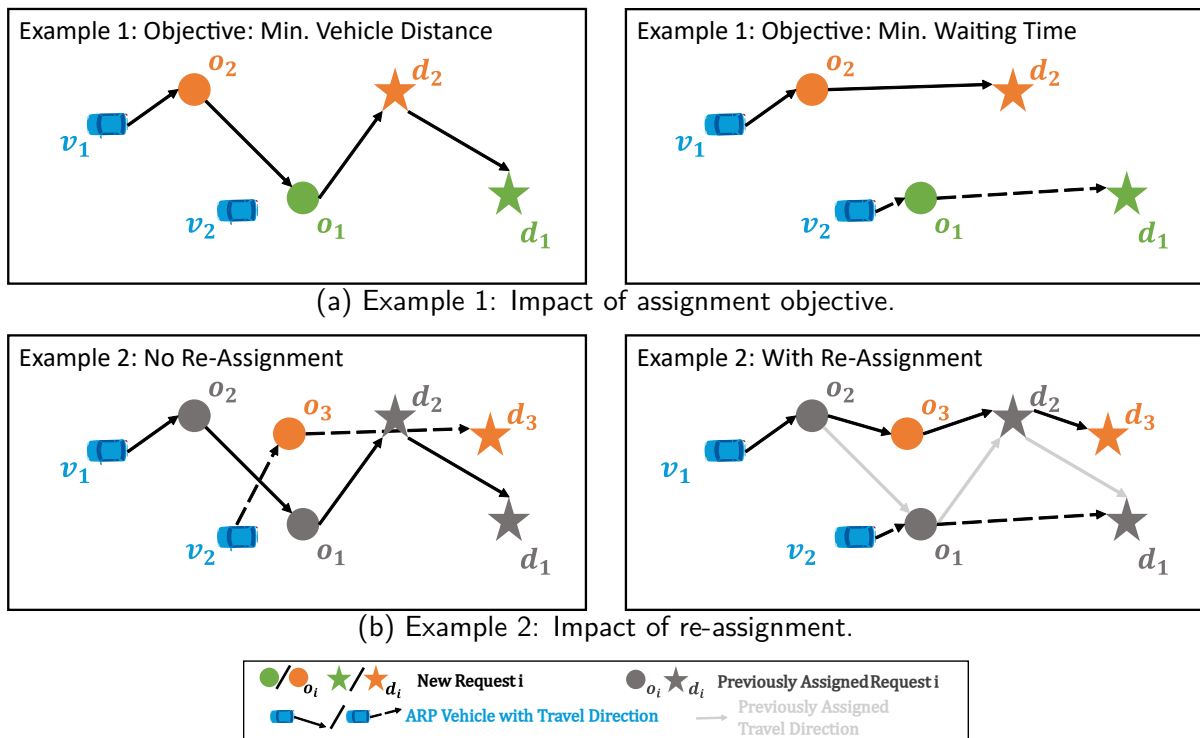 Example 1: Objective: Min. Vehicle Distance
o2
d2
v1
v2
o1
d1
Example 1: Objective: Min. Waiting Time
o2
d2
v1
v2
o1
d1
(a) Example 1: Impact of assignment objective.
Example 2: No Re-Assignment
o2
o3
d2
d3
v1
v2
o1
d1
Example 2: With Re-Assignment
o2
o3
d2
d3
v1
v2
o1
d1
(b) Example 2: Impact of re-assignment.
/ oi / di New Request i
oi di Previously Assigned Request i
/ ARP Vehicle with Travel Direction
Previously Assigned
Travel Direction